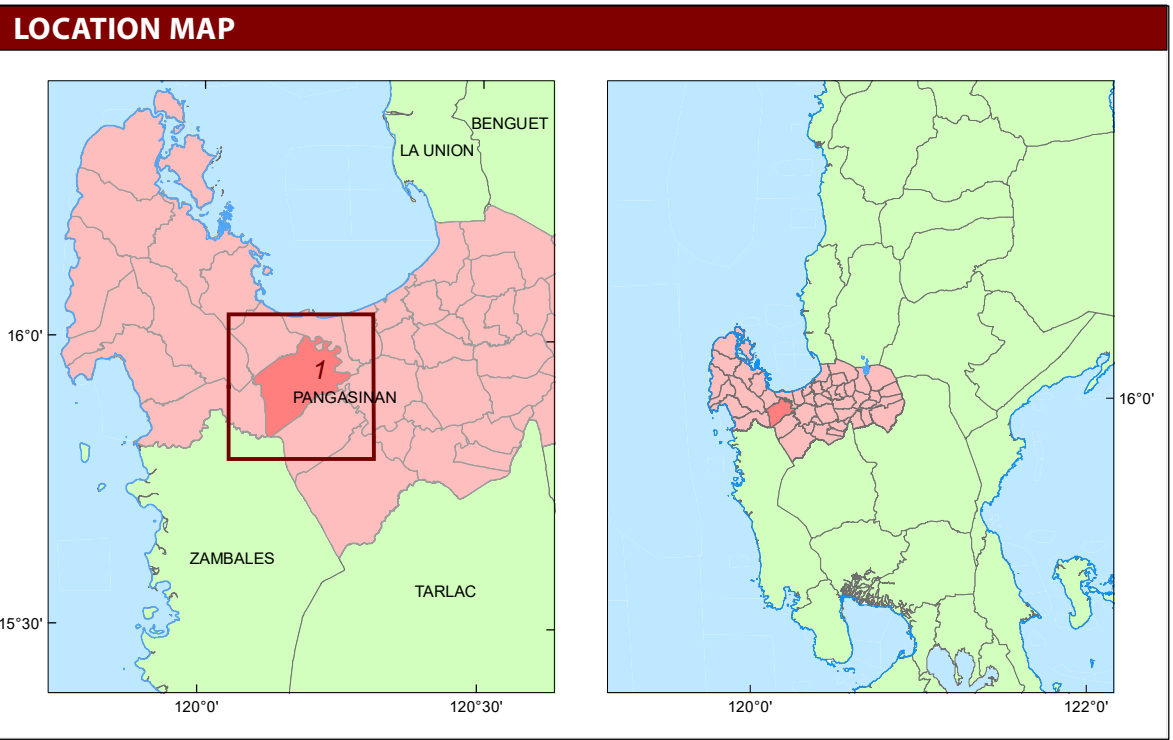 LOCATION MAP
BENGUET
LA UNION
16°0'
1
PANGASINAN
ZAMBALES
TARLAC
15°30'
120°0'
120°30'
16°0'
120°0'
122°0'